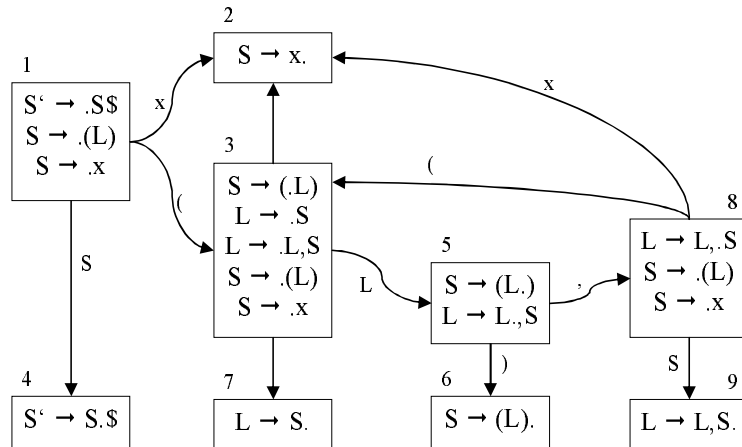 2
S → x.
1
S‘ → .S$
S → .(L)
S → .x
x
x
3
S → (.L)
L → .S
L → .L,S
S → .(L)
S → .x
(
(
8
L → L,.S
S → .(L)
S → .x
5
S → (L.)
L → L.,S
S
L
,
4
S‘ → S.$
7
L → S.
6
S → (L).
)
S
9
L → L,S.